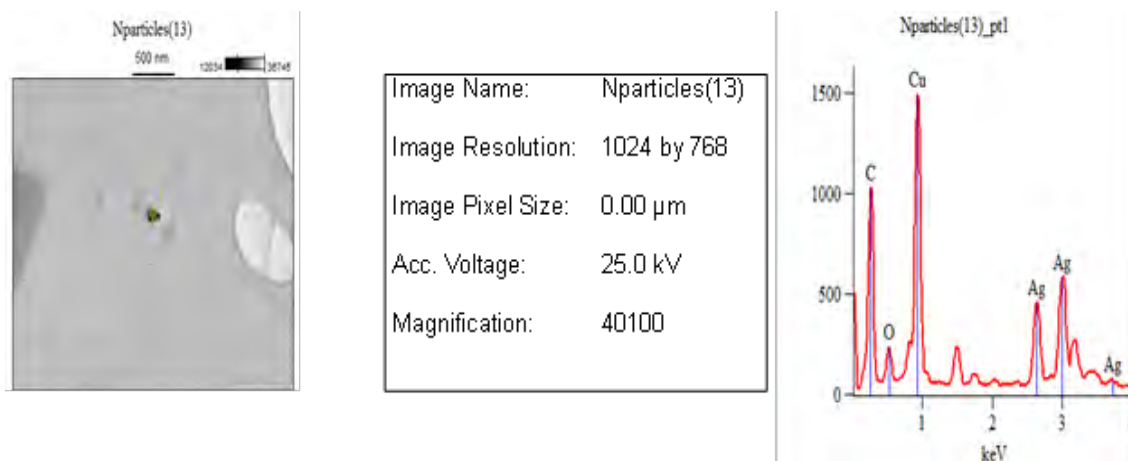 Nparticles(13)
500 nm
12034 36746
Image Name: Nparticles(13)
Image Resolution: 1024 by 768
Image Pixel Size: 0.00 µm
Acc. Voltage: 25.0 kV
Magnification: 40100
Nparticles(13)_pt1
Cu
1500
C
1000
Ag
Ag
500
O
Ag
0
1 2 3
keV